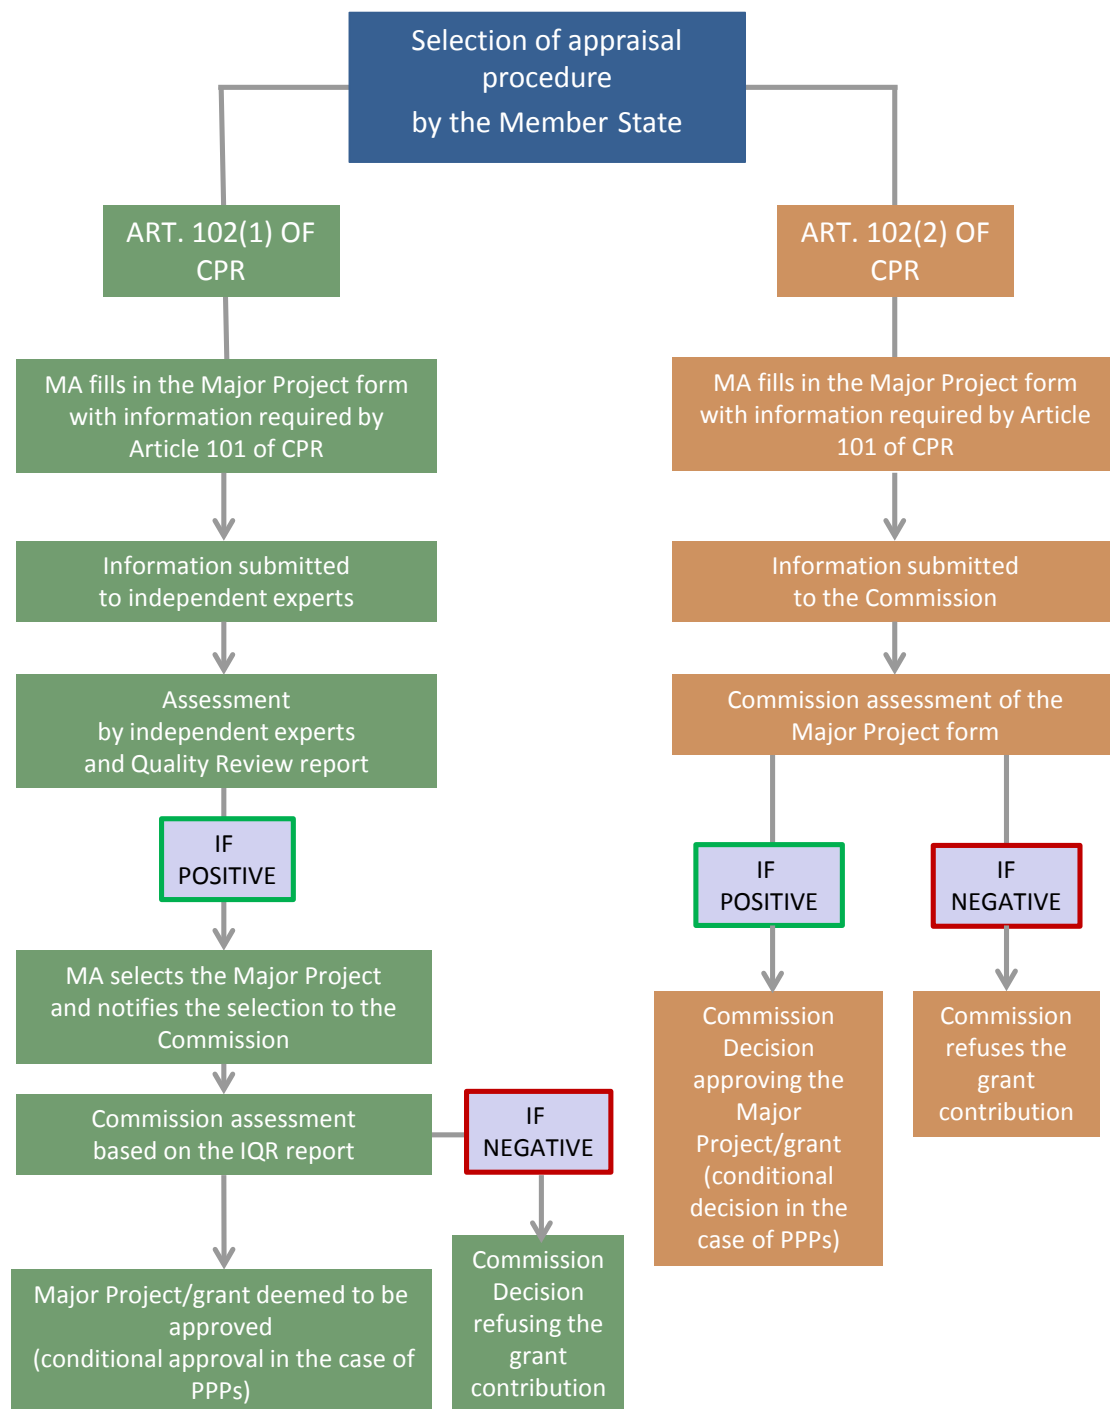 Selection of appraisal
procedure
by the Member State
ART. 102(1) OF
CPR
MA fills in the Major Project form
with information required by
Article 101 of CPR
Information submitted
to independent experts
Assessment
by independent experts
and Quality Review report
IF
POSITIVE
MA selects the Major Project
and notifies the selection to the
Commission
Commission assessment
based on the IQR report
IF
NEGATIVE
Major Project/grant deemed to be
approved
(conditional approval in the case of
PPPs)
Commission
Decision
refusing the
grant
contribution
ART. 102(2) OF
CPR
MA fills in the Major Project form
with information required by Article
101 of CPR
Information submitted
to the Commission
Commission assessment of the
Major Project form
IF
POSITIVE
IF
NEGATIVE
Commission
Decision
approving the
Major
Project/grant
(conditional
decision in the
case of PPPs)
Commission
refuses the
grant
contribution